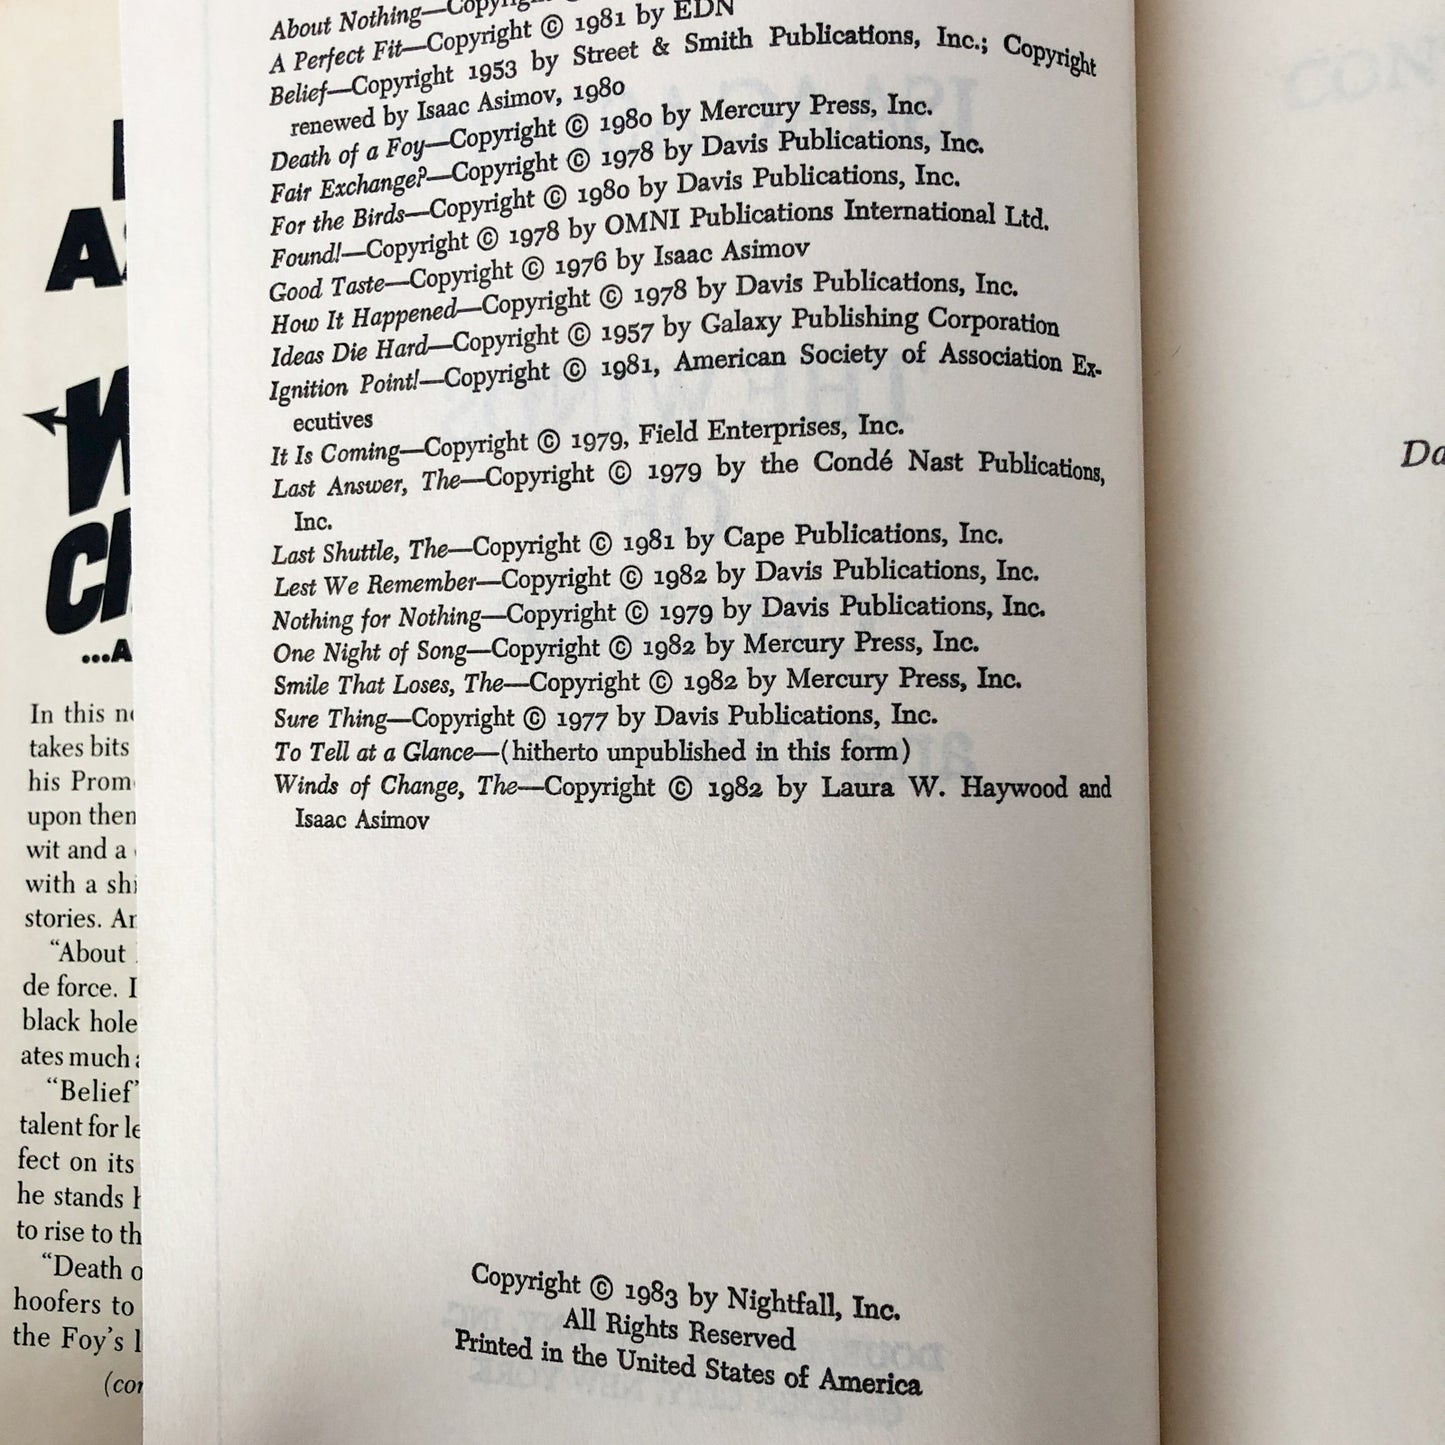 About Nothing—Copyright ©
A Perfect Fit—Copyright © 1981 by EDN
Belief—Copyright 1953 by Street & Smith Publications, Inc.; Copyright
renewed by Isaac Asimov, 1980
Death of a Foy—Copyright © 1980 by Mercury Press, Inc.
Fair Exchange?—Copyright © 1978 by Davis Publications, Inc.
For the Birds—Copyright © 1980 by Davis Publications, Inc.
Found!—Copyright © 1978 by OMNI Publications International Ltd.
Good Taste—Copyright © 1976 by Isaac Asimov
How It Happened—Copyright © 1978 by Davis Publications, Inc.
Ideas Die Hard—Copyright © 1957 by Galaxy Publishing Corporation
Ignition Point!—Copyright © 1981, American Society of Association Ex-
ecutives
It Is Coming—Copyright © 1979, Field Enterprises, Inc.
Last Answer, The—Copyright © 1979 by the Condé Nast Publications,
Inc.
Last Shuttle, The—Copyright © 1981 by Cape Publications, Inc.
Lest We Remember—Copyright © 1982 by Davis Publications, Inc.
Nothing for Nothing—Copyright © 1979 by Davis Publications, Inc.
One Night of Song—Copyright © 1982 by Mercury Press, Inc.
Smile That Loses, The—Copyright © 1982 by Mercury Press, Inc.
Sure Thing—Copyright © 1977 by Davis Publications, Inc.
To Tell at a Glance—(hitherto unpublished in this form)
Winds of Change, The—Copyright © 1982 by Laura W. Haywood and
Isaac Asimov
Copyright © 1983 by Nightfall, Inc.
All Rights Reserved
Printed in the United States of America
...A
In this
takes bits
his Prom
upon then
wit and a
with a shi
stories. Ar
"About
de force. I
black hole
ates much
"Belief"
talent for le
fect on its
he stands
to rise to th
"Death o
hoofers to
the Foy's
(cor
Da